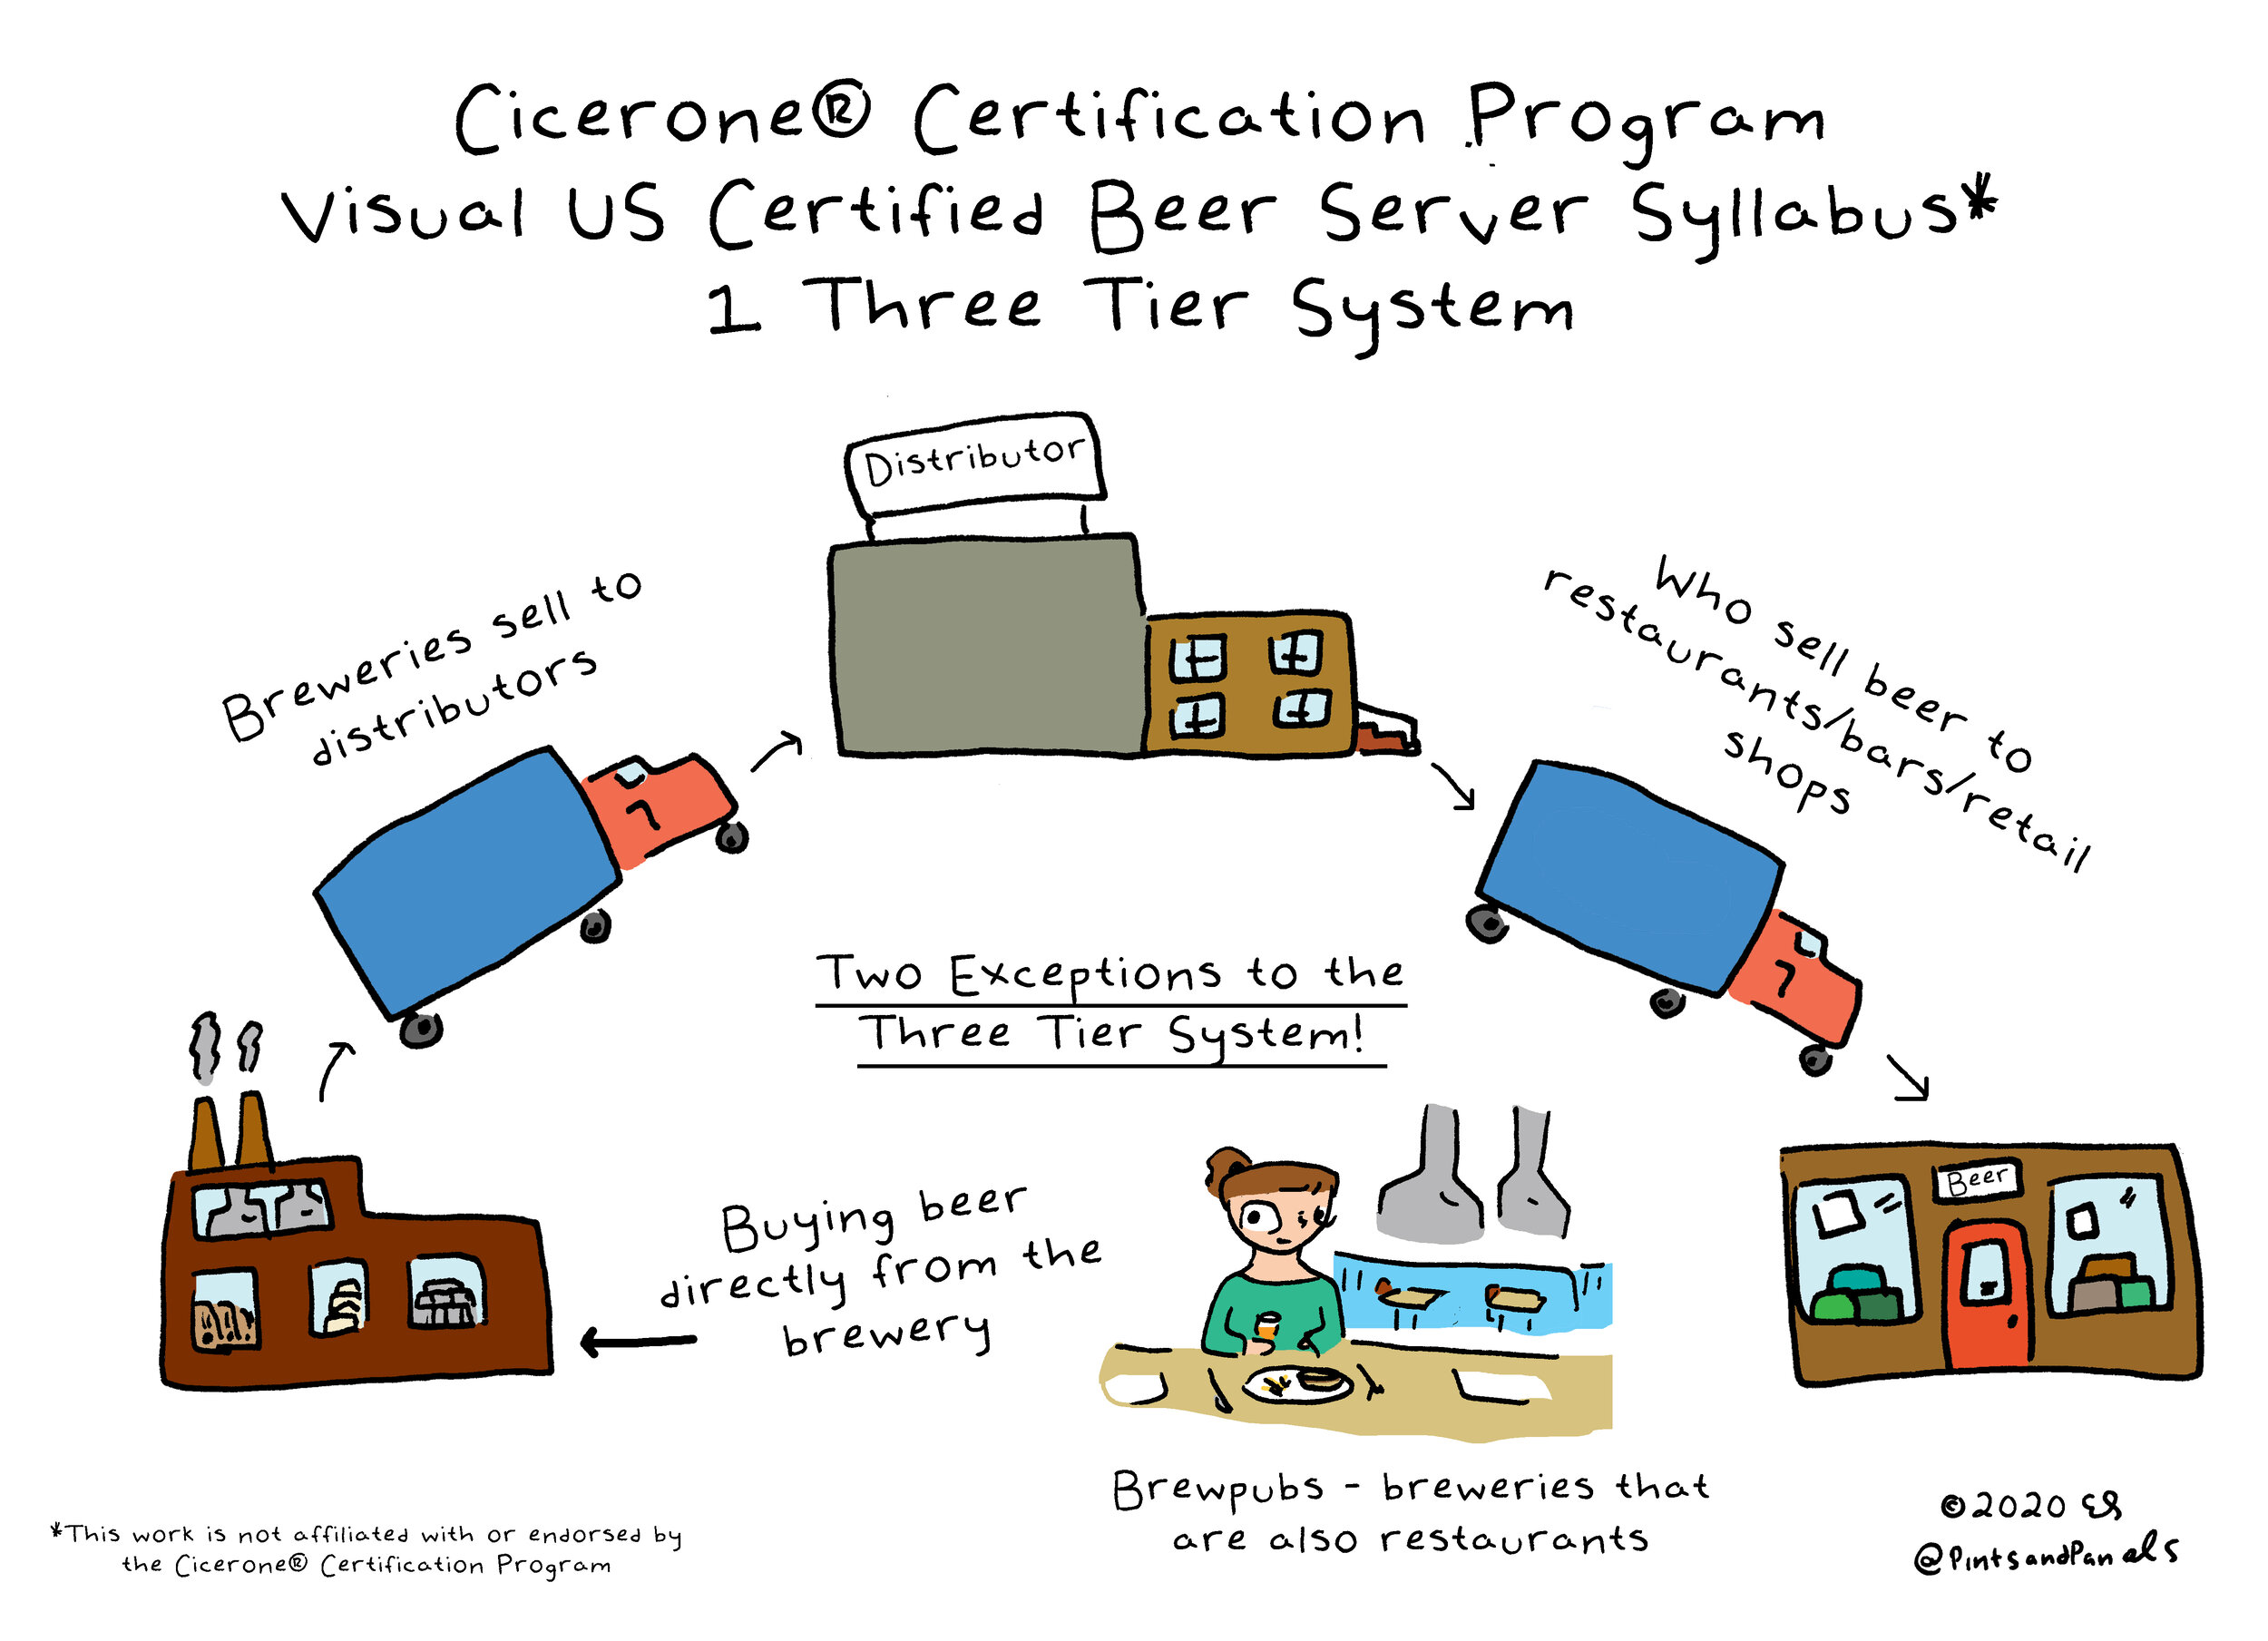 Cicerone® Certification Program
Visual US Certified Beer Server Syllabus*
1 Three Tier System
Distributor
Breweries sell to
distributors
Who sell beer to
restaurants/bars/retail
shops
Two Exceptions to the
Three Tier System!
Buying beer
directly from the
brewery
Beer
Brewpubs - breweries that
are also restaurants
*This work is not affiliated with or endorsed by
the Cicerone® Certification Program
©2020 ES
@PintsandPanels